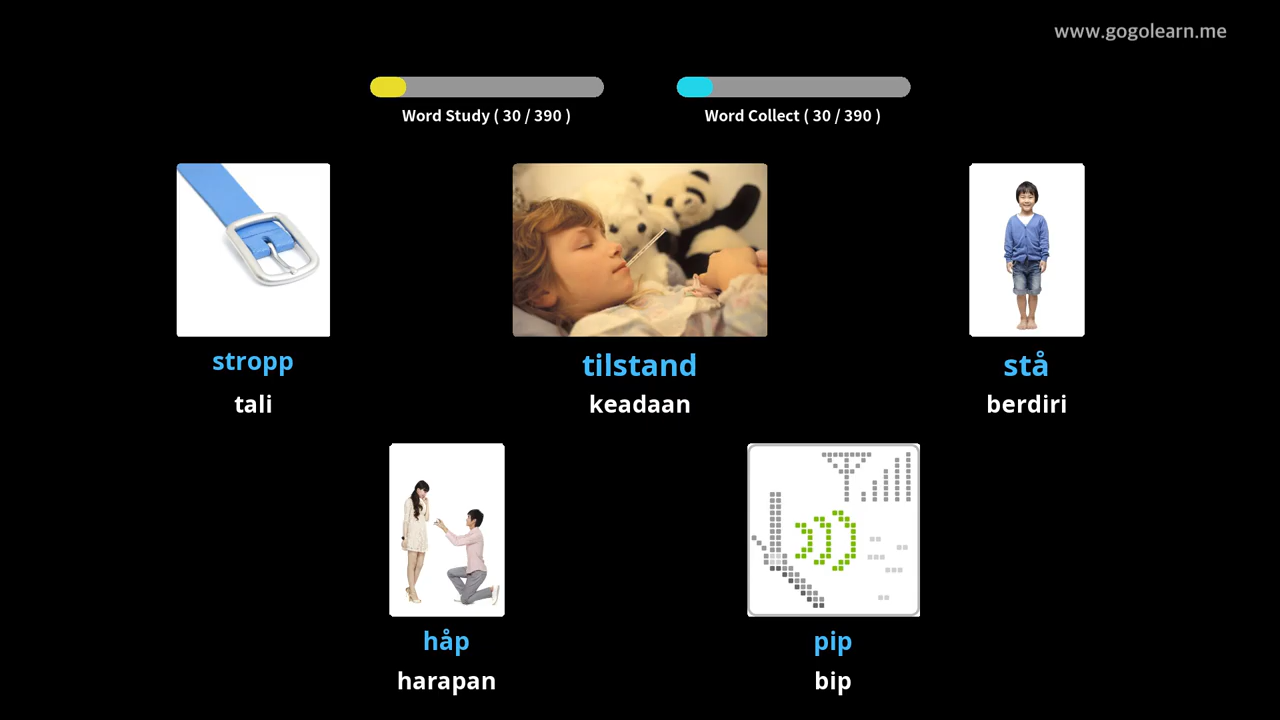 www.gogolearn.me
Word Study ( 30 / 390 )
Word Collect ( 30 / 390 )
stropp
tali
tilstand
keadaan
stå
berdiri
håp
harapan
pip
bip